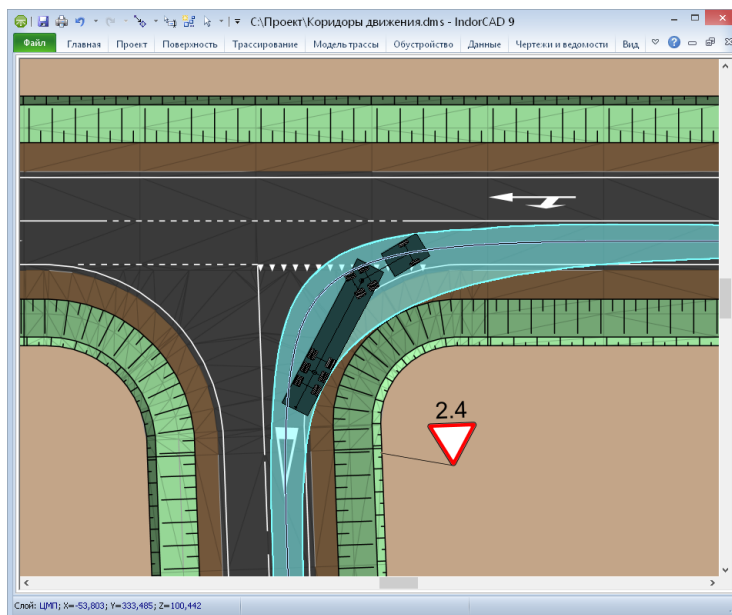 C:\Проект\Коридоры движения.dms - IndorCAD 9
Файл Главная Проект Поверхность Трассирование Модель трассы Обустройство Данные Чертежи и ведомости Вид
2.4
Слой: ЦМП; X=-53,803; Y=333,485; Z=100,442